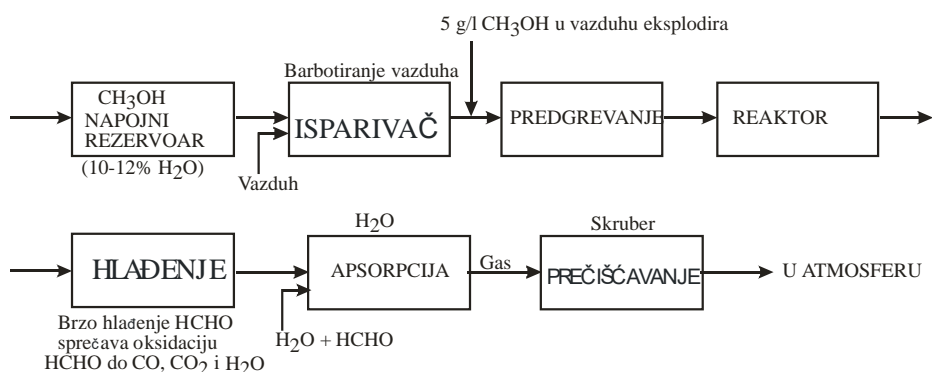 5 g/l CH3OH u vazduhu eksplodira
Barbotiranje vazduha
CH3OH
NAPOJNI
REZERVOAR
(10-12% H2O)
Vazduh
ISPARIVAČ
PREDGREVANJE
REAKTOR
HLAĐENJE
Brzo hlađenje HCHO
sprečava oksidaciju
HCHO do CO, CO2 i H2O
H2O
APSORPCIJA
H2O + HCHO
Gas
Skruber
PREČIŠĆAVANJE
U ATMOSFERU